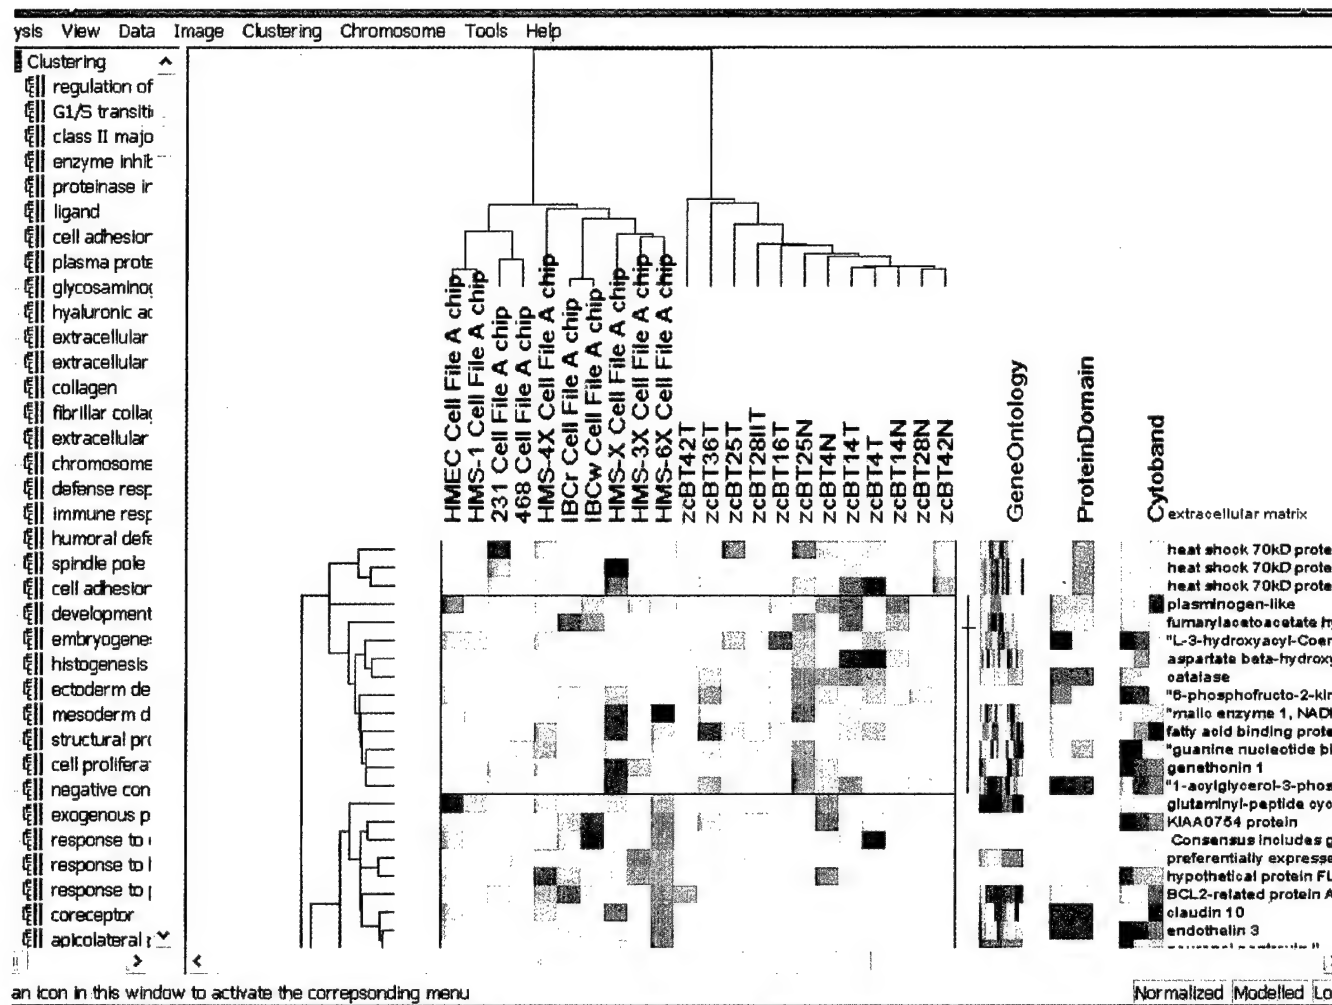 ysis View Data Image Clustering Chromosome Tools Help
Clustering
regulation of
G1/S transiti
class II majo
enzyme inhit
proteinase ir
ligand
cell adhesior
plasma prote
glycosaminog
hyaluronic ac
extracellular
extracellular
collagen
fibrillar collag
extracellular
chromosome
defense resp
immune resp
humoral defe
spindle pole
cell adhesior
development
embryogene
histogenesis
ectoderm de
mesoderm d
structural pro
cell prolifera
negative con
exogenous p
response to
response to
response to
coreceptor
apicolateral
HMEC Cell File A chip
HMS-1 Cell File A chip
231 Cell File A chip
468 Cell File A chip
HMS-4X Cell File A chip
IBCr Cell File A chip
IBCw Cell File A chip
HMS-X Cell File A chip
HMS-3X Cell File A chip
HMS-6X Cell File A chip
zcBT42T
zcBT36T
zcBT25T
zcBT28IIT
zcBT16T
zcBT25N
zcBT4N
zcBT14T
zcBT4T
zcBT14N
zcBT28N
zcBT42N
GeneOntology
ProteinDomain
Cytoband
extracellular matrix
heat shock 70kD prote
heat shock 70kD prote
heat shock 70kD prote
plasminogen-like
fumarylacetoacetate hy
"L-3-hydroxyacyl-Coen
aspartate beta-hydroxy
catalase
"6-phosphofructo-2-kin
"malic enzyme 1, NADP
fatty acid binding prote
"guanine nucleotide bi
genethonin 1
"1-acylglycerol-3-phos
glutaminyl-peptide cyc
KIAA0754 protein
Consensus includes g
preferentially expresse
hypothetical protein FL
BCL2-related protein A
claudin 10
endothelin 3
an icon in this window to activate the correpsonding menu
Normalized Modelled Lo